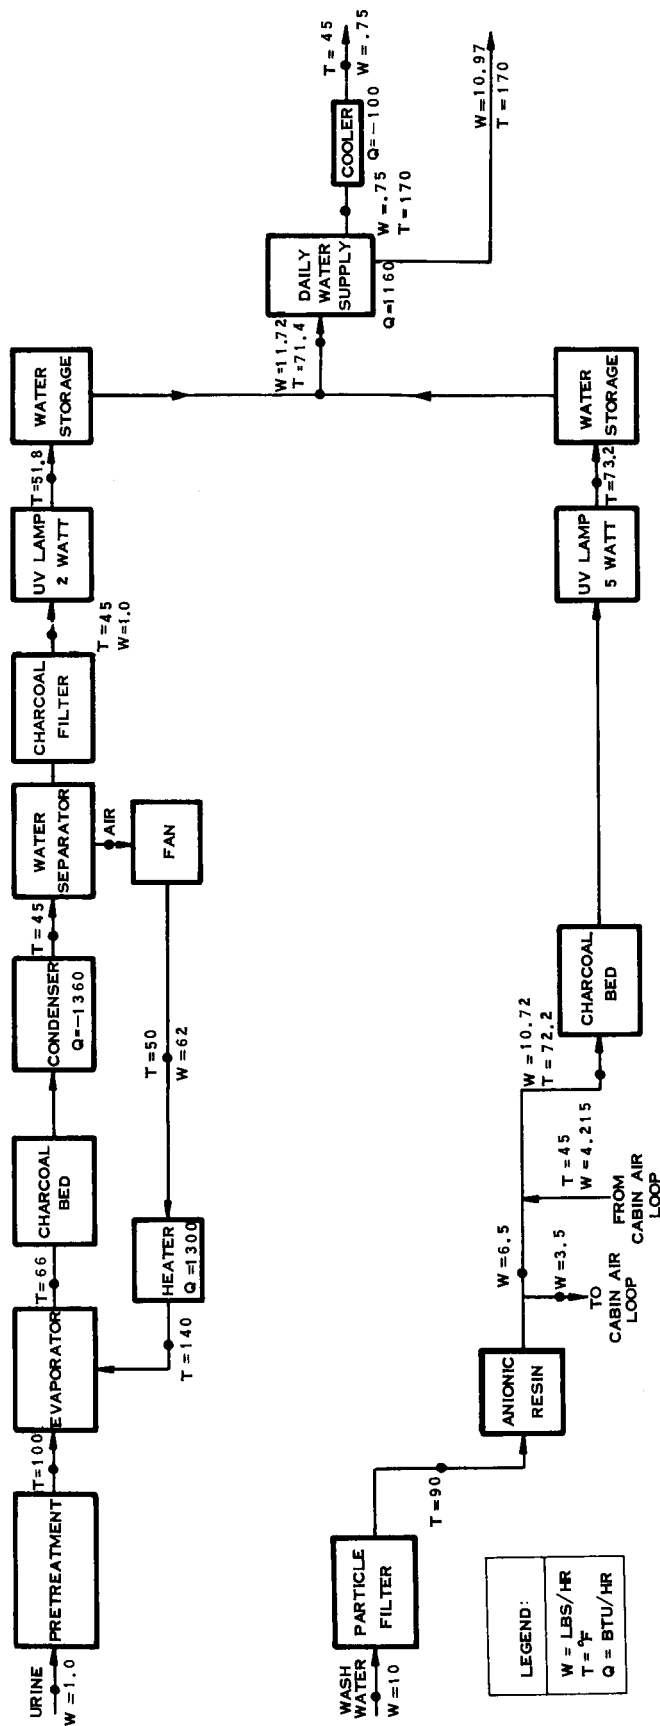 URINE
W=1.0
PRETREATMENT
T=100
EVAPORATOR
T=66
CHARCOAL
BED
CONDENSER
Q=-1360
T=45
WATER
SEPARATOR
AIR
FAN
T=50
W=62
HEATER
Q=1300
T=140
CHARCOAL
FILTER
T=45
W=1.0
UV LAMP
2 WATT
T=51.8
WATER
STORAGE
W=11.72
T=71.4
DAILY
WATER
SUPPLY
Q=1160
W=.75
T=170
COOLER
Q=-100
T=45
W=.75
W=10.97
T=170
WASH
WATER
W=10
PARTICLE
FILTER
T=90
ANIONIC
RESIN
W=6.5
W=3.5
TO
CABIN AIR
LOOP
T=45
W=4.215
FROM
CABIN AIR
LOOP
W=10.72
T=72.2
CHARCOAL
BED
UV LAMP
5 WATT
T=73.2
WATER
STORAGE
LEGEND:
W=LBS/HR
T=°F
Q=BTU/HR